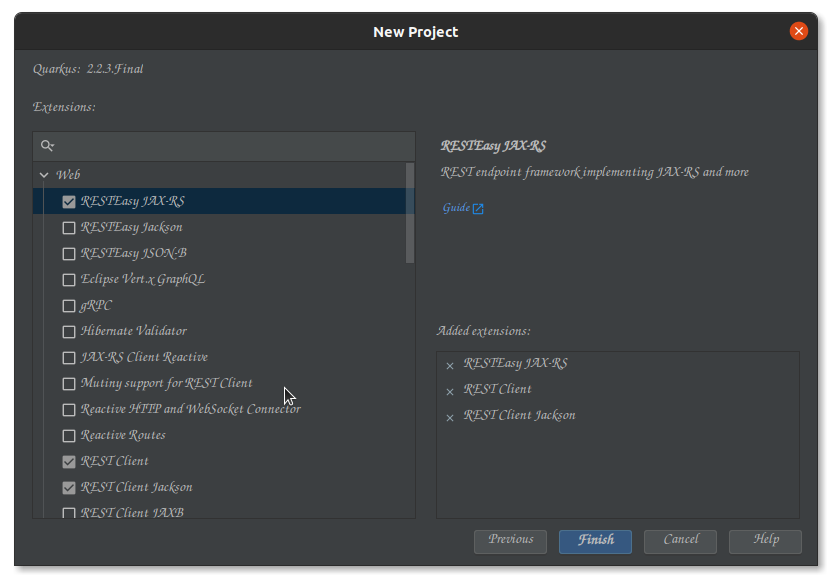 New Project
Quarkus: 2.2.3.Final
Extensions:
Web
RESTEasy JAX-RS
RESTEasy Jackson
RESTEasy JSON-B
Eclipse Vert.x GraphQL
gRPC
Hibernate Validator
JAX-RS Client Reactive
Mutiny support for REST Client
Reactive HTTP and WebSocket Connector
Reactive Routes
REST Client
REST Client Jackson
REST Client JAXB
RESTEasy JAX-RS
REST endpoint framework implementing JAX-RS and more
Guide
Added extensions:
RESTEasy JAX-RS
REST Client
REST Client Jackson
Previous
Finish
Cancel
Help